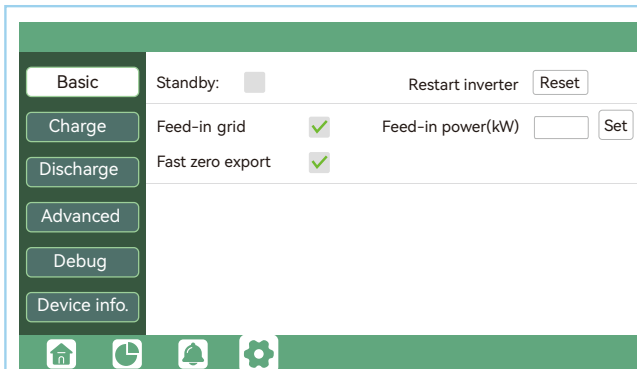 Basic
Standby:
Restart inverter
Reset
Charge
Feed-in grid
Feed-in power(kW)
Set
Discharge
Fast zero export
Advanced
Debug
Device info.